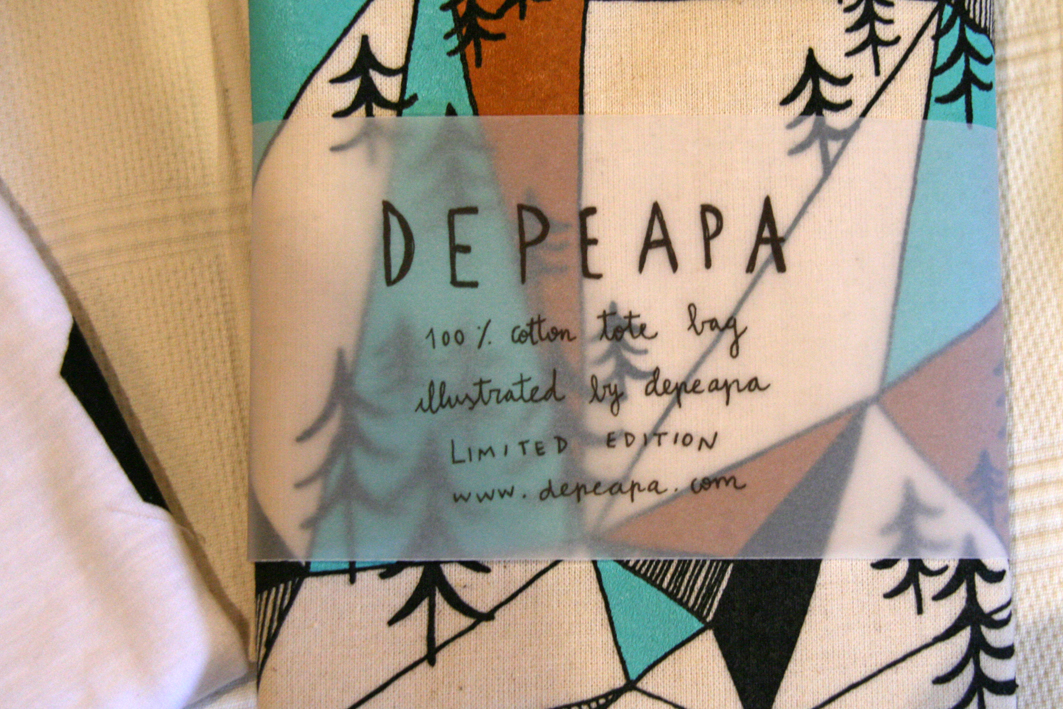 DEPEAPA
100% cotton tote bag
illustrated by depeapa
LIMITED EDITION
www.depeapa.com